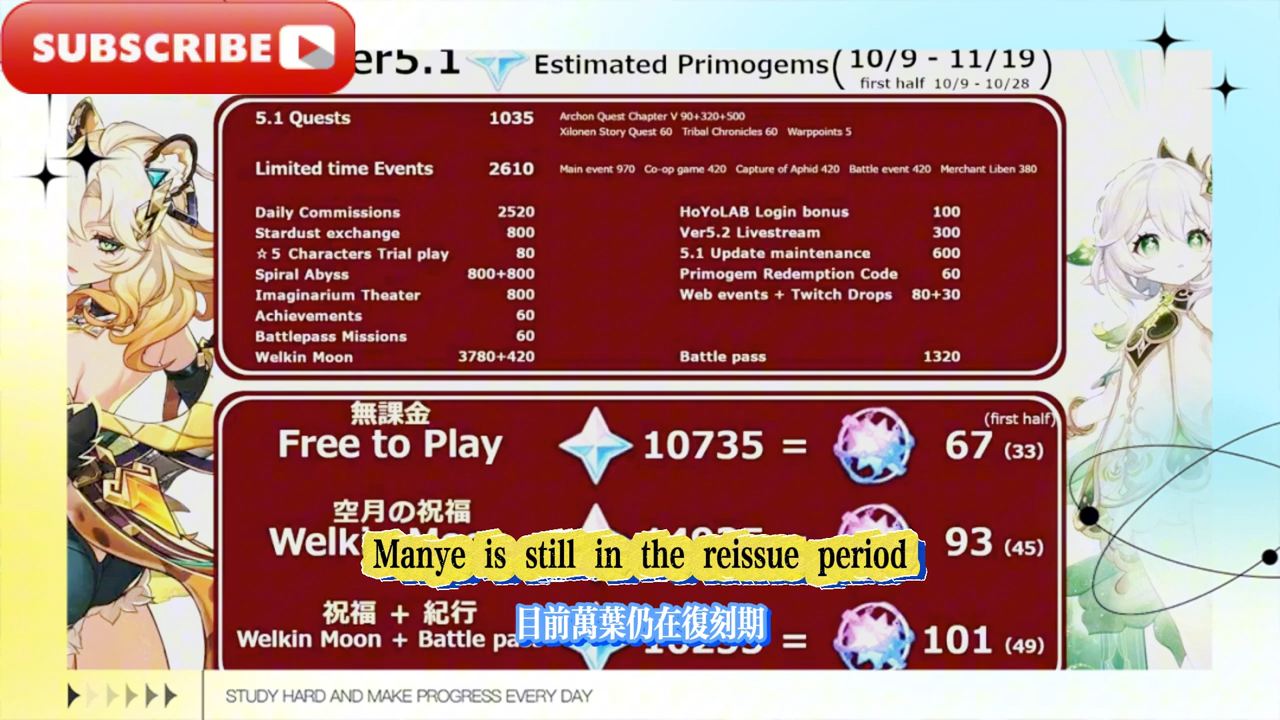 SUBSCRIBE
er5.1 Estimated Primogems (10/9 - 11/19)
first half 10/9 - 10/28
5.1 Quests 1035 Archon Quest Chapter V 90+320+500
Xilonen Story Quest 60 Tribal Chronicles 60 Warppoints 5
Limited time Events 2610 Main event 970 Co-op game 420 Capture of Aphid 420 Battle event 420 Merchant Liben 380
Daily Commissions 2520 HoYoLAB Login bonus 100
Stardust exchange 800 Ver5.2 Livestream 300
☆5 Characters Trial play 80 5.1 Update maintenance 600
Spiral Abyss 800+800 Primogem Redemption Code 60
Imaginarium Theater 800 Web events + Twitch Drops 80+30
Achievements 60
Battlepass Missions 60
Welkin Moon 3780+420 Battle pass 1320
無課金 (first half)
Free to Play 10735 = 67 (33)
空月の祝福
Welk 93 (45)
Manye is still in the reissue period
祝福 + 紀行
目前萬葉仍在復刻期
Welkin Moon + Battle pa = 101 (49)
STUDY HARD AND MAKE PROGRESS EVERY DAY